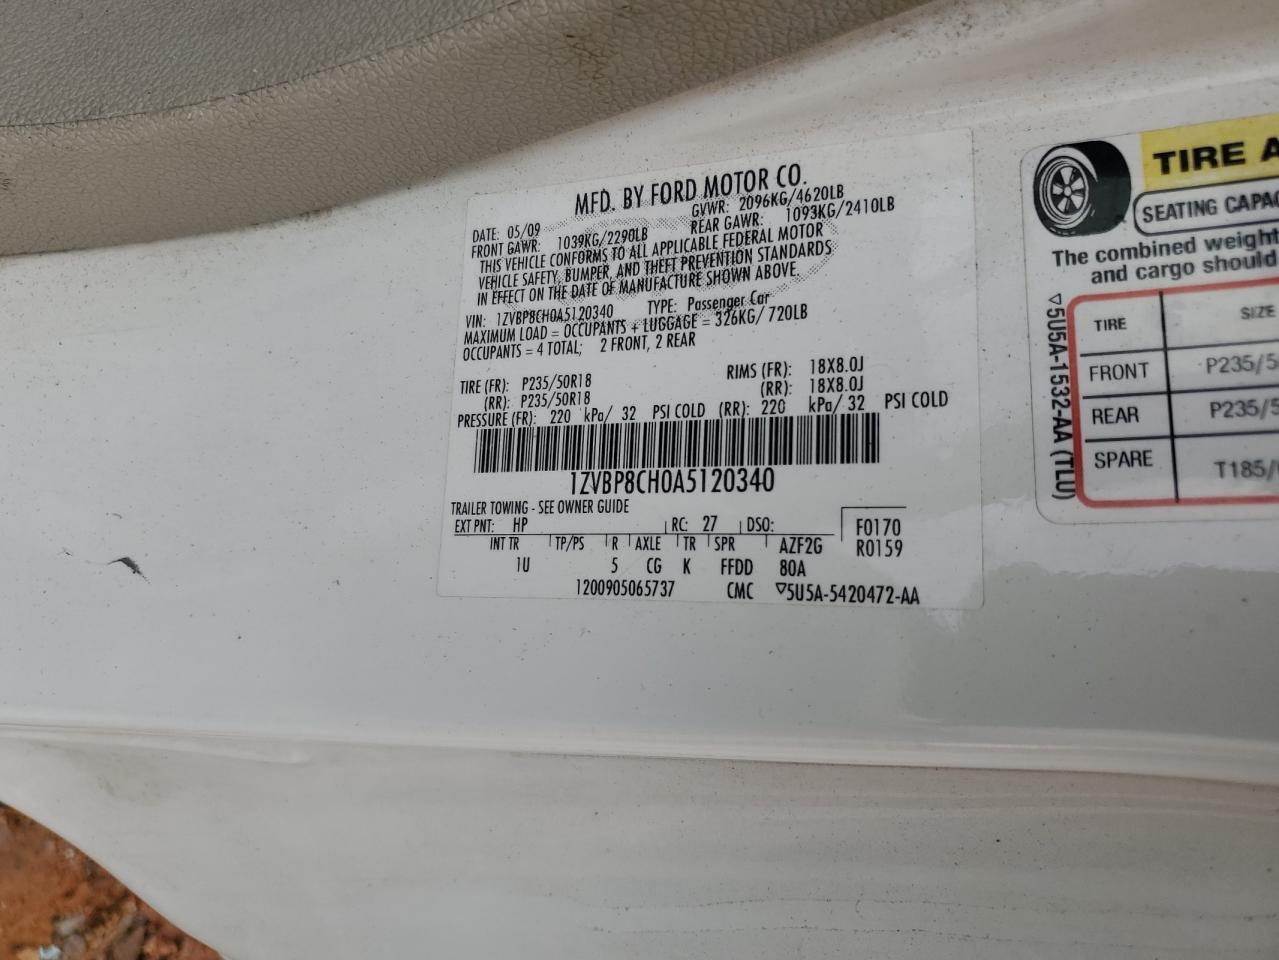 MFD. BY FORD MOTOR CO.
DATE: 05/09 GVWR: 2096KG/4620LB
FRONT GAWR: 1039KG/2290LB REAR GAWR: 1093KG/2410LB
THIS VEHICLE CONFORMS TO ALL APPLICABLE FEDERAL MOTOR
VEHICLE SAFETY, BUMPER, AND THEFT PREVENTION STANDARDS
IN EFFECT ON THE DATE OF MANUFACTURE SHOWN ABOVE.
VIN: 1ZVBP8CH0A5120340 TYPE: Passenger Car
MAXIMUM LOAD = OCCUPANTS + LUGGAGE = 326KG/ 720LB
OCCUPANTS = 4 TOTAL; 2 FRONT, 2 REAR
TIRE (FR): P235/50R18 RIMS (FR): 18X8.0J
(RR): P235/50R18 (RR): 18X8.0J
PRESSURE (FR): 220 kPa/ 32 PSI COLD (RR): 220 kPa/ 32 PSI COLD
1ZVBP8CH0A5120340
TRAILER TOWING - SEE OWNER GUIDE
EXT PNT: HP RC: 27 DSO: F0170
INT TR TP/PS R AXLE TR SPR AZF2G R0159
1U 5 CG K FFDD 80A
1200905065737 CMC ▽5U5A-5420472-AA
TIRE A
SEATING CAPA
The combined weight
and cargo should
▽5U5A-1532-AA (TLU)
TIRE SIZE
FRONT P235/5
REAR P235/5
SPARE T185/